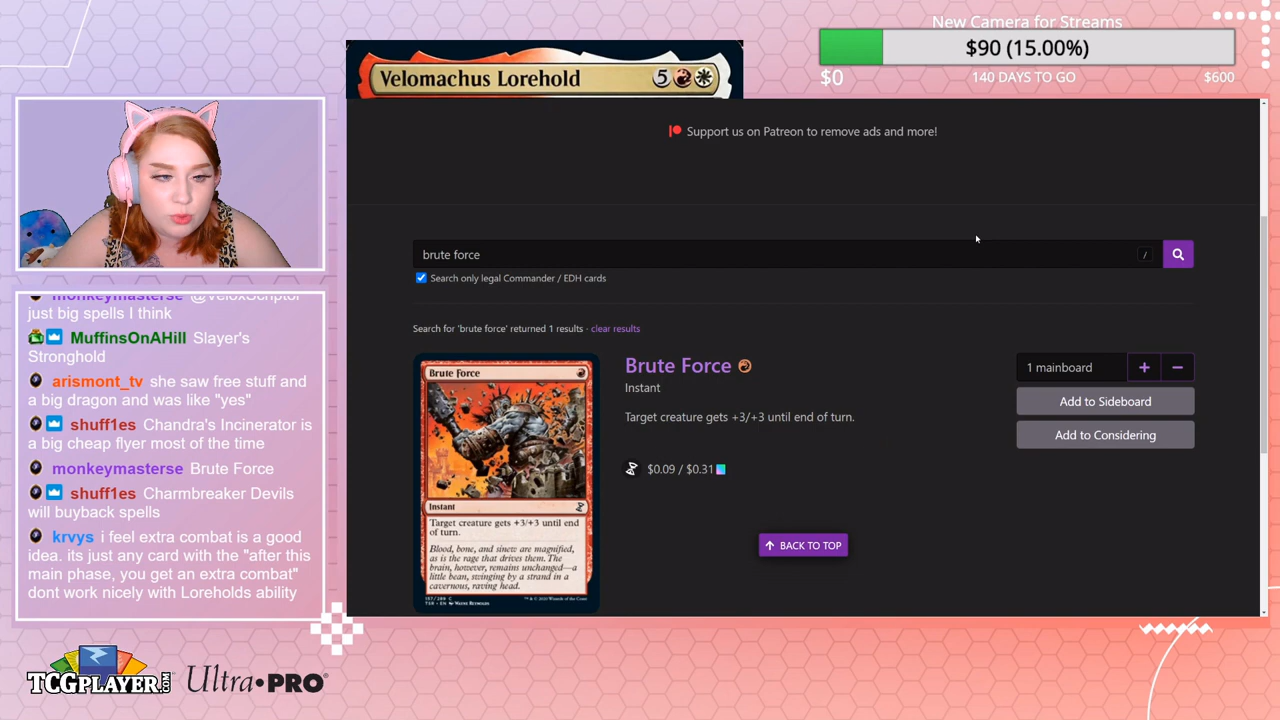 New Camera for Streams
$90 (15.00%)
$0
140 DAYS TO GO
$600
Velomachus Lorehold
5
Support us on Patreon to remove ads and more!
brute force
/
Search only legal Commander / EDH cards
Search for 'brute force' returned 1 results - clear results
Brute Force
Instant
Target creature gets +3/+3 until end of turn.
$0.09 / $0.31
1 mainboard
+
−
Add to Sideboard
Add to Considering
Brute Force
Instant
Target creature gets +3/+3 until end
of turn.
Blood, bone, and sinew are magnified,
as is the rage that drives them. The
brain, however, remains unchanged—a
little bean, swinging by a strand in a
cavernous, raving head.
BACK TO TOP
monkeymasterse @VeloxScriptor
just big spells I think
MuffinsOnAHill Slayer's
Stronghold
arismont_tv she saw free stuff and
a big dragon and was like "yes"
shuff1es Chandra's Incinerator is
a big cheap flyer most of the time
monkeymasterse Brute Force
shuff1es Charmbreaker Devils
will buyback spells
krvys i feel extra combat is a good
idea. its just any card with the "after this
main phase, you get an extra combat"
dont work nicely with Loreholds ability
TCGPLAYER.COM
Ultra•PRO